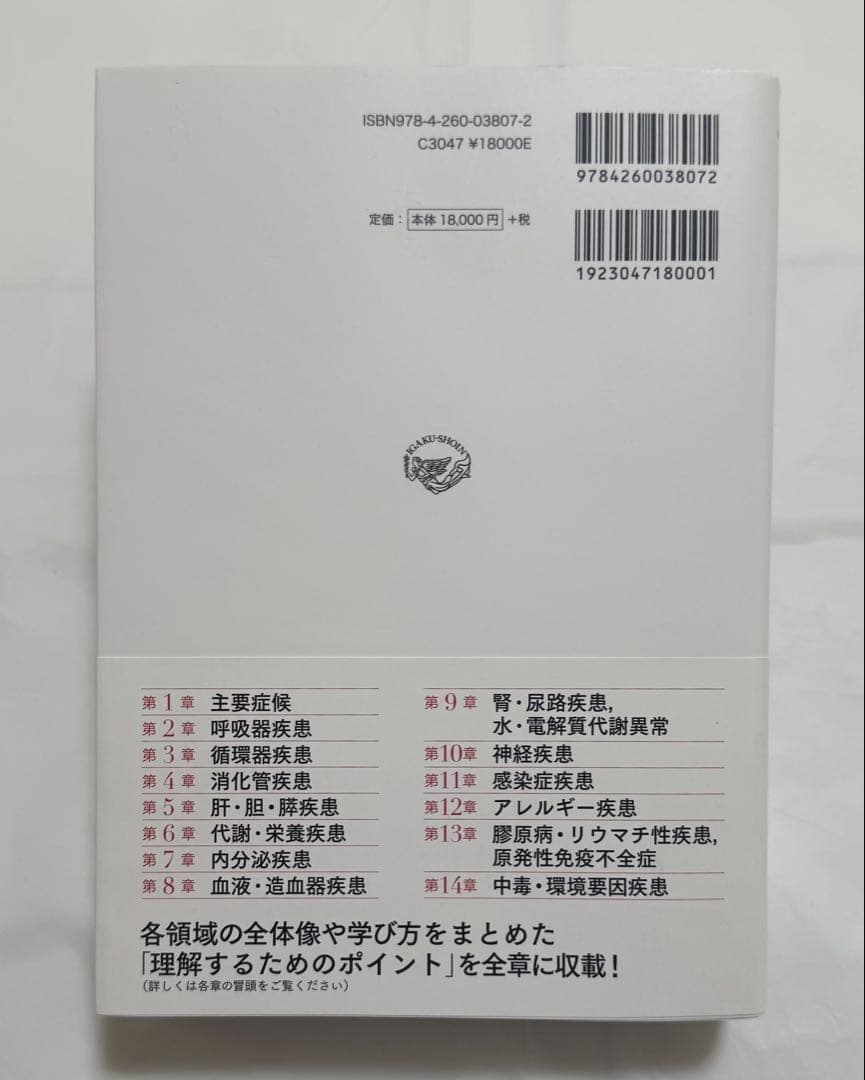 ISBN978-4-260-03807-2
C3047 ¥18000E
9784260038072
定価：本体18,000円＋税
1923047180001
IGAKU-SHOIN
第1章 主要症候
第2章 呼吸器疾患
第3章 循環器疾患
第4章 消化管疾患
第5章 肝・胆・膵疾患
第6章 代謝・栄養疾患
第7章 内分泌疾患
第8章 血液・造血器疾患
第9章 腎・尿路疾患，
水・電解質代謝異常
第10章 神経疾患
第11章 感染症疾患
第12章 アレルギー疾患
第13章 膠原病・リウマチ性疾患，
原発性免疫不全症
第14章 中毒・環境要因疾患
各領域の全体像や学び方をまとめた
「理解するためのポイント」を全章に収載！
（詳しくは各章の冒頭をご覧ください）